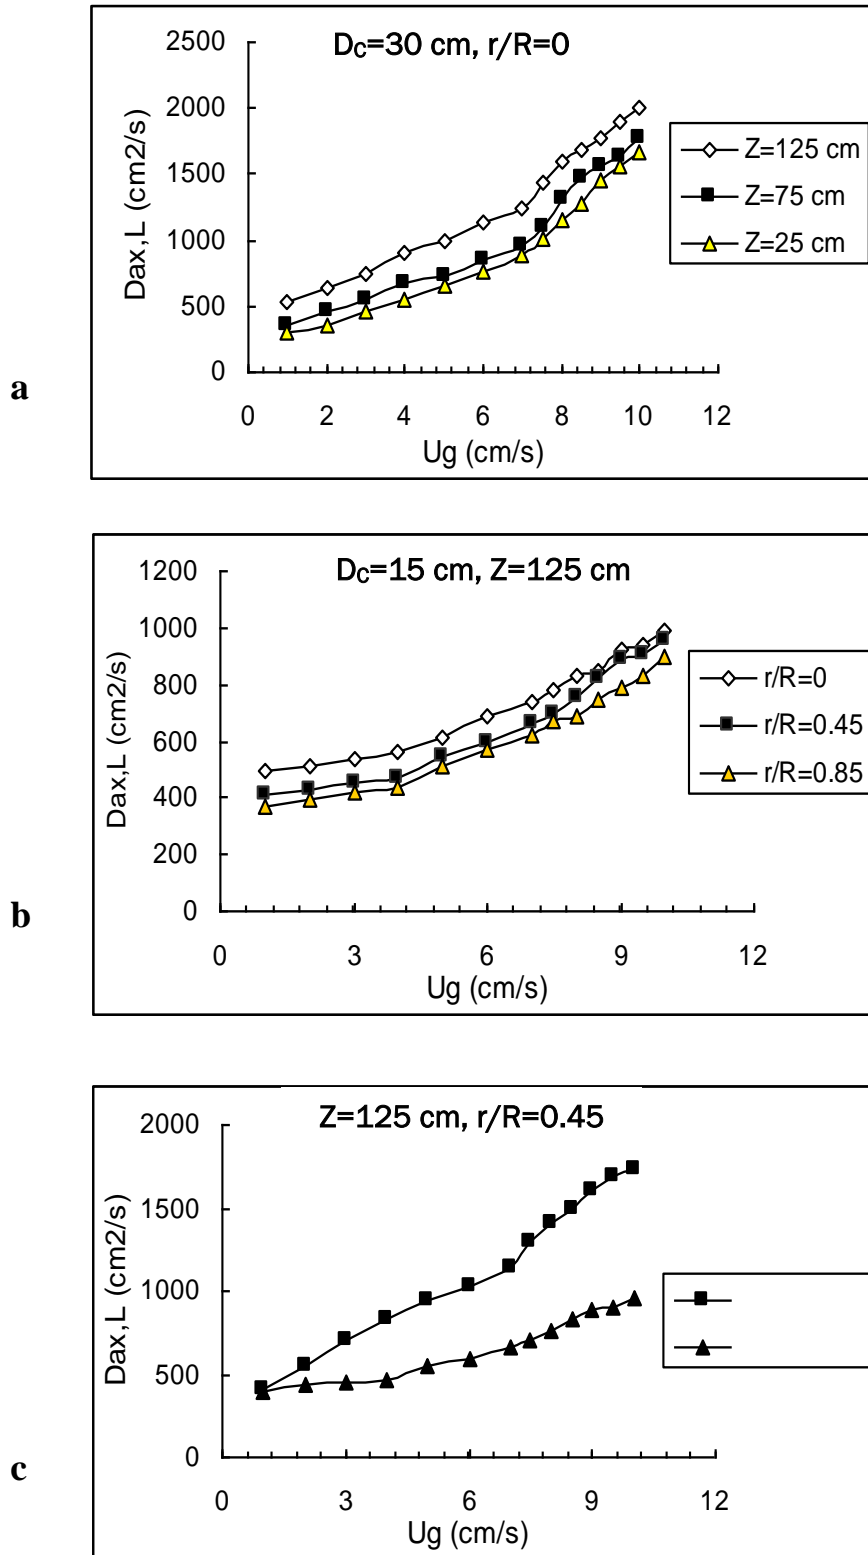 D_C=30 cm, r/R=0
2500
2000
1500
1000
500
0
Dax,L (cm2/s)
Z=125 cm
Z=75 cm
Z=25 cm
0 2 4 6 8 10 12
Ug (cm/s)
a
D_C=15 cm, Z=125 cm
1200
1000
800
600
400
200
0
Dax,L (cm2/s)
r/R=0
r/R=0.45
r/R=0.85
0 3 6 9 12
Ug (cm/s)
b
Z=125 cm, r/R=0.45
2000
1500
1000
500
0
Dax,L (cm2/s)
0 3 6 9 12
Ug (cm/s)
c